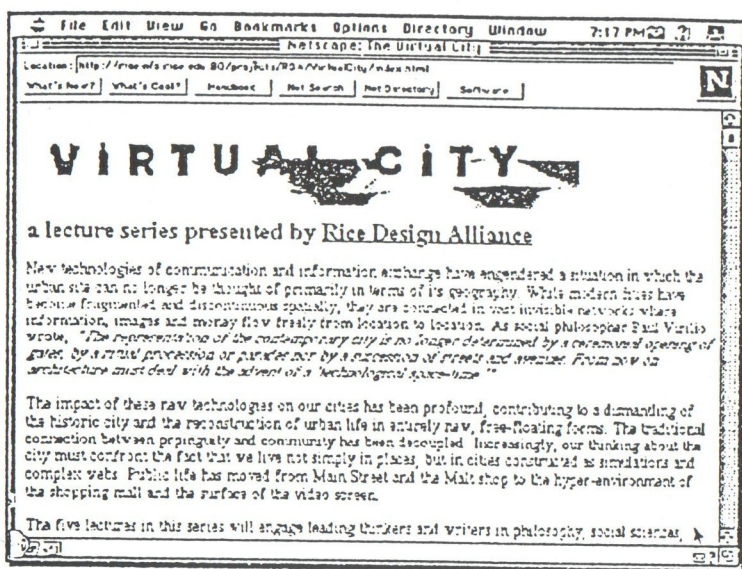 File Edit View Go Bookmarks Options Directory Window 7:17 PM
Netscape: The Virtual City
Location: http://
What's New? What's Cool? Handbook Net Search Net Directory Software
N
ViRTUAL CiTY
a lecture series presented by Rice Design Alliance
New technologies of communication and information exchange have engendered a situation in which the
urban site can no longer be thought of primarily in terms of its geography. While modern cities have
become fragmented and discontinuous spatially, they are connected in vast invisible networks where
information, images and money flow freely from location to location. As social philosopher Paul Virilio
wrote, "The representation of the contemporary city is no longer determined by a ceremonial opening of
gates, by a ritual procession or parades nor by a succession of streets and avenues. From now on
architecture must deal with the advent of a 'technological space-time.'"
The impact of these new technologies on our cities has been profound, contributing to a dismantling of
the historic city and the reconstruction of urban life in entirely new, free-floating forms. The traditional
connection between propinquity and community has been decoupled. Increasingly, our thinking about the
city must confront the fact that we live not simply in places, but in cities constructed as simulations and
complex webs. Public life has moved from Main Street and the Malt shop to the hyper-environment of
the shopping mall and the surface of the video screen.
The five lectures in this series will engage leading thinkers and writers in philosophy, social sciences,